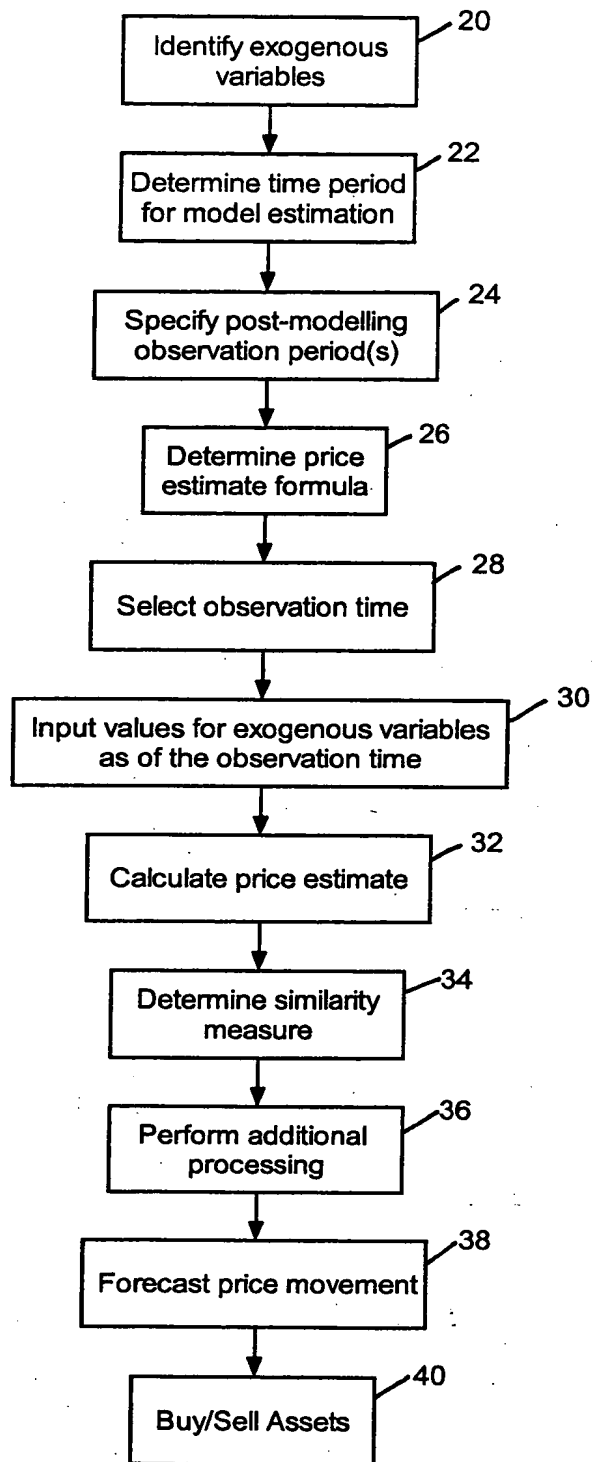 20
Identify exogenous
variables
22
Determine time period
for model estimation
24
Specify post-modelling
observation period(s)
26
Determine price
estimate formula
28
Select observation time
30
Input values for exogenous variables
as of the observation time
32
Calculate price estimate
34
Determine similarity
measure
36
Perform additional
processing
38
Forecast price movement
40
Buy/Sell Assets